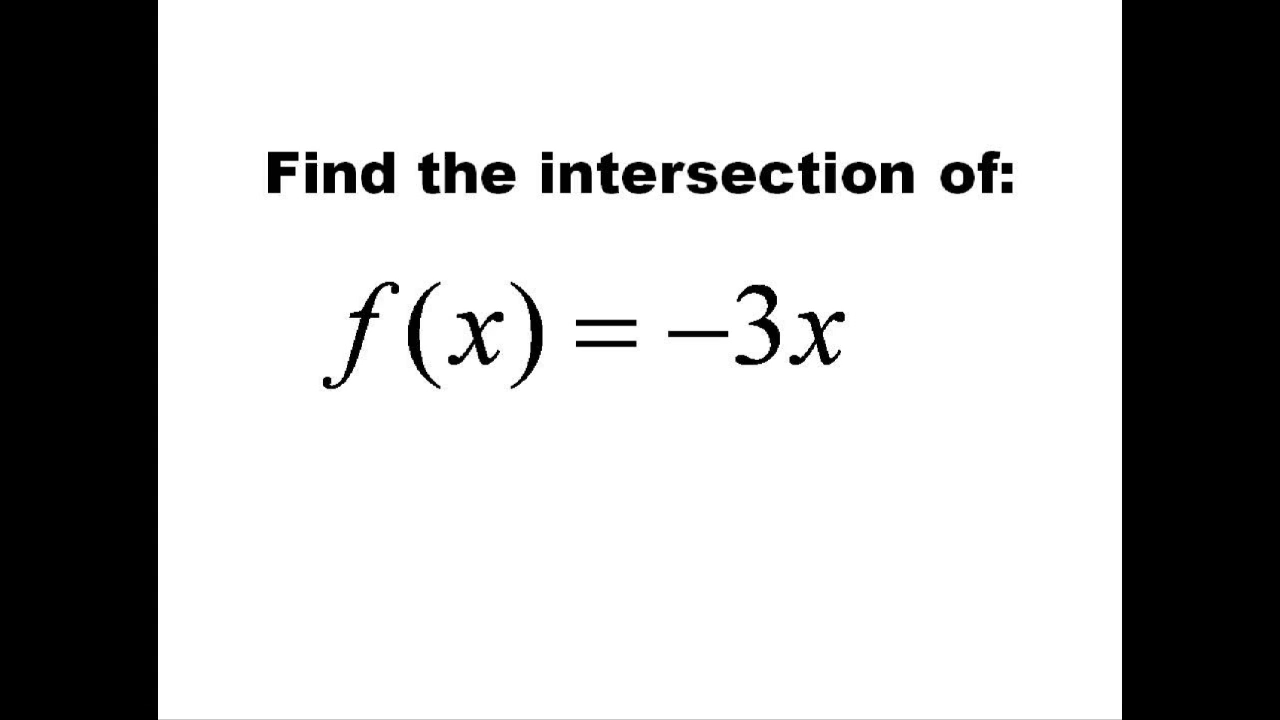 Find the intersection of:
f(x) = −3x